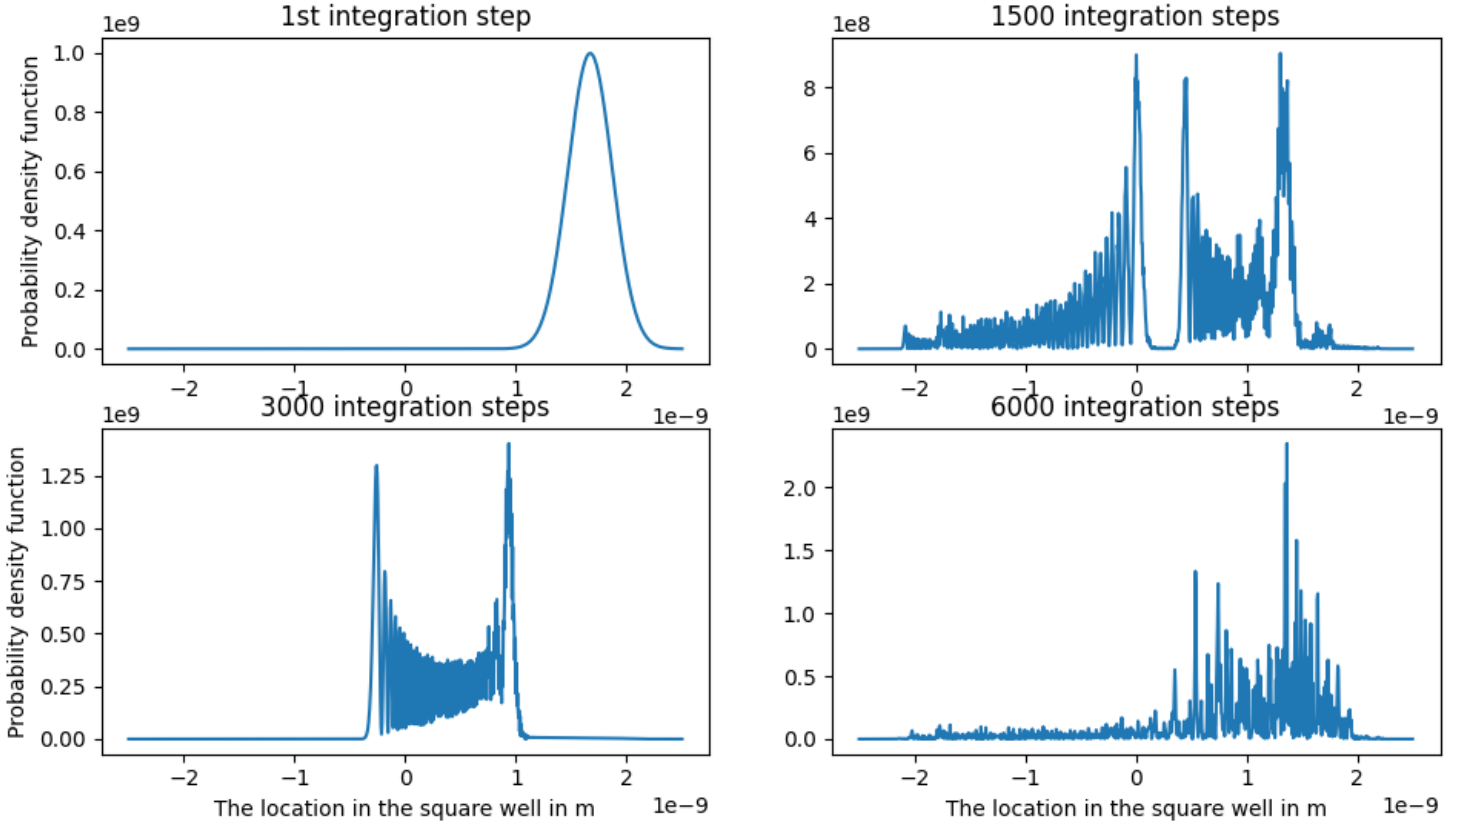 1st integration step
1e9
Probability density function
1.0
0.8
0.6
0.4
0.2
0.0
−2 −1 0 1 2
1e−9
1500 integration steps
1e8
8
6
4
2
0
−2 −1 0 1 2
1e−9
3000 integration steps
1e9
Probability density function
1.25
1.00
0.75
0.50
0.25
0.00
−2 −1 0 1 2
The location in the square well in m
1e−9
6000 integration steps
1e9
2.0
1.5
1.0
0.5
0.0
−2 −1 0 1 2
The location in the square well in m
1e−9